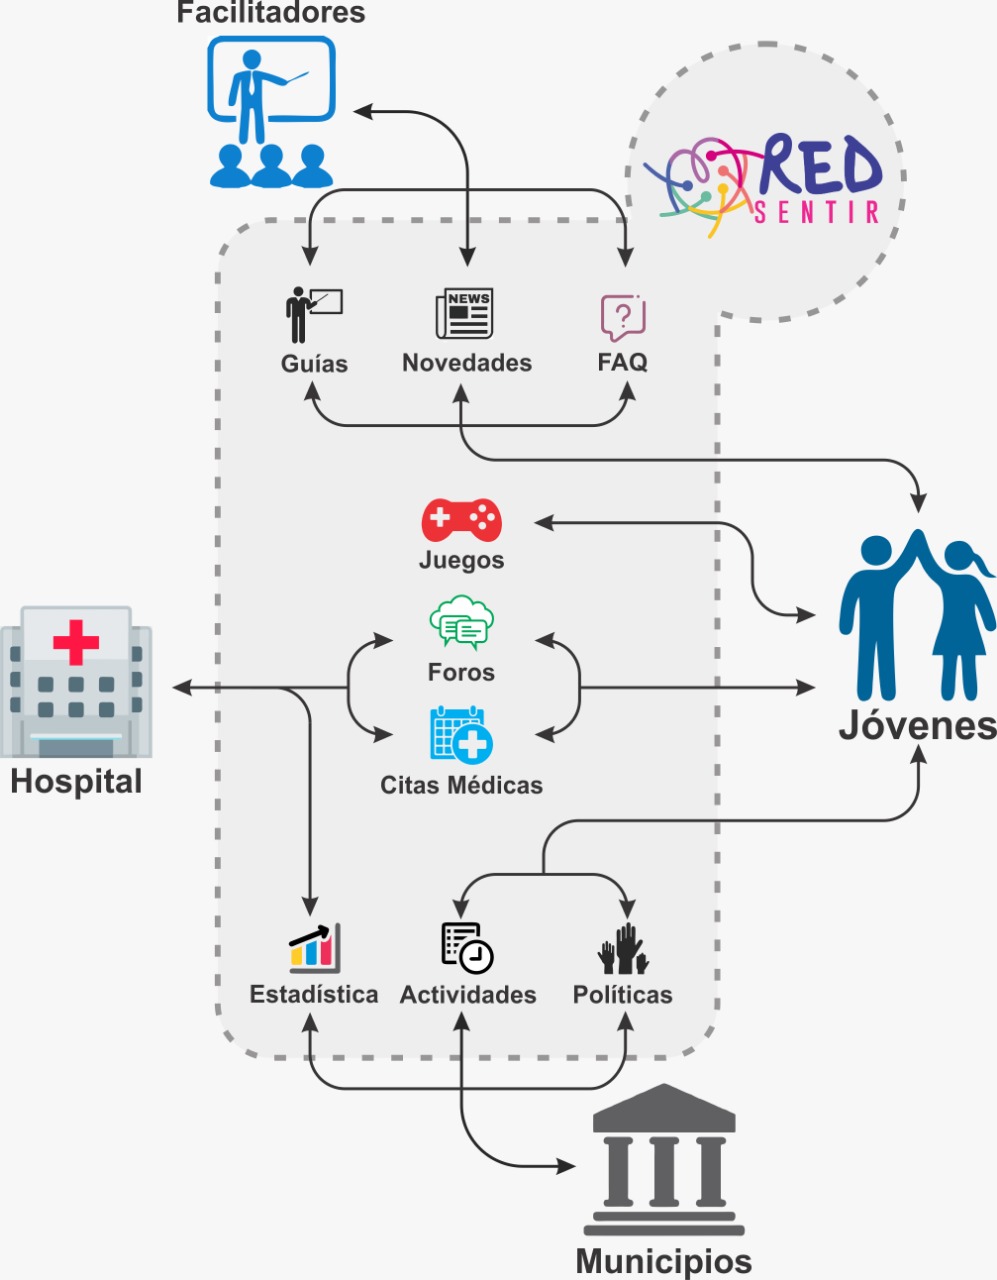 Facilitadores
RED
SENTIR
NEWS
Guías
Novedades
FAQ
Juegos
Foros
Jóvenes
Hospital
Citas Médicas
Estadística
Actividades
Políticas
Municipios